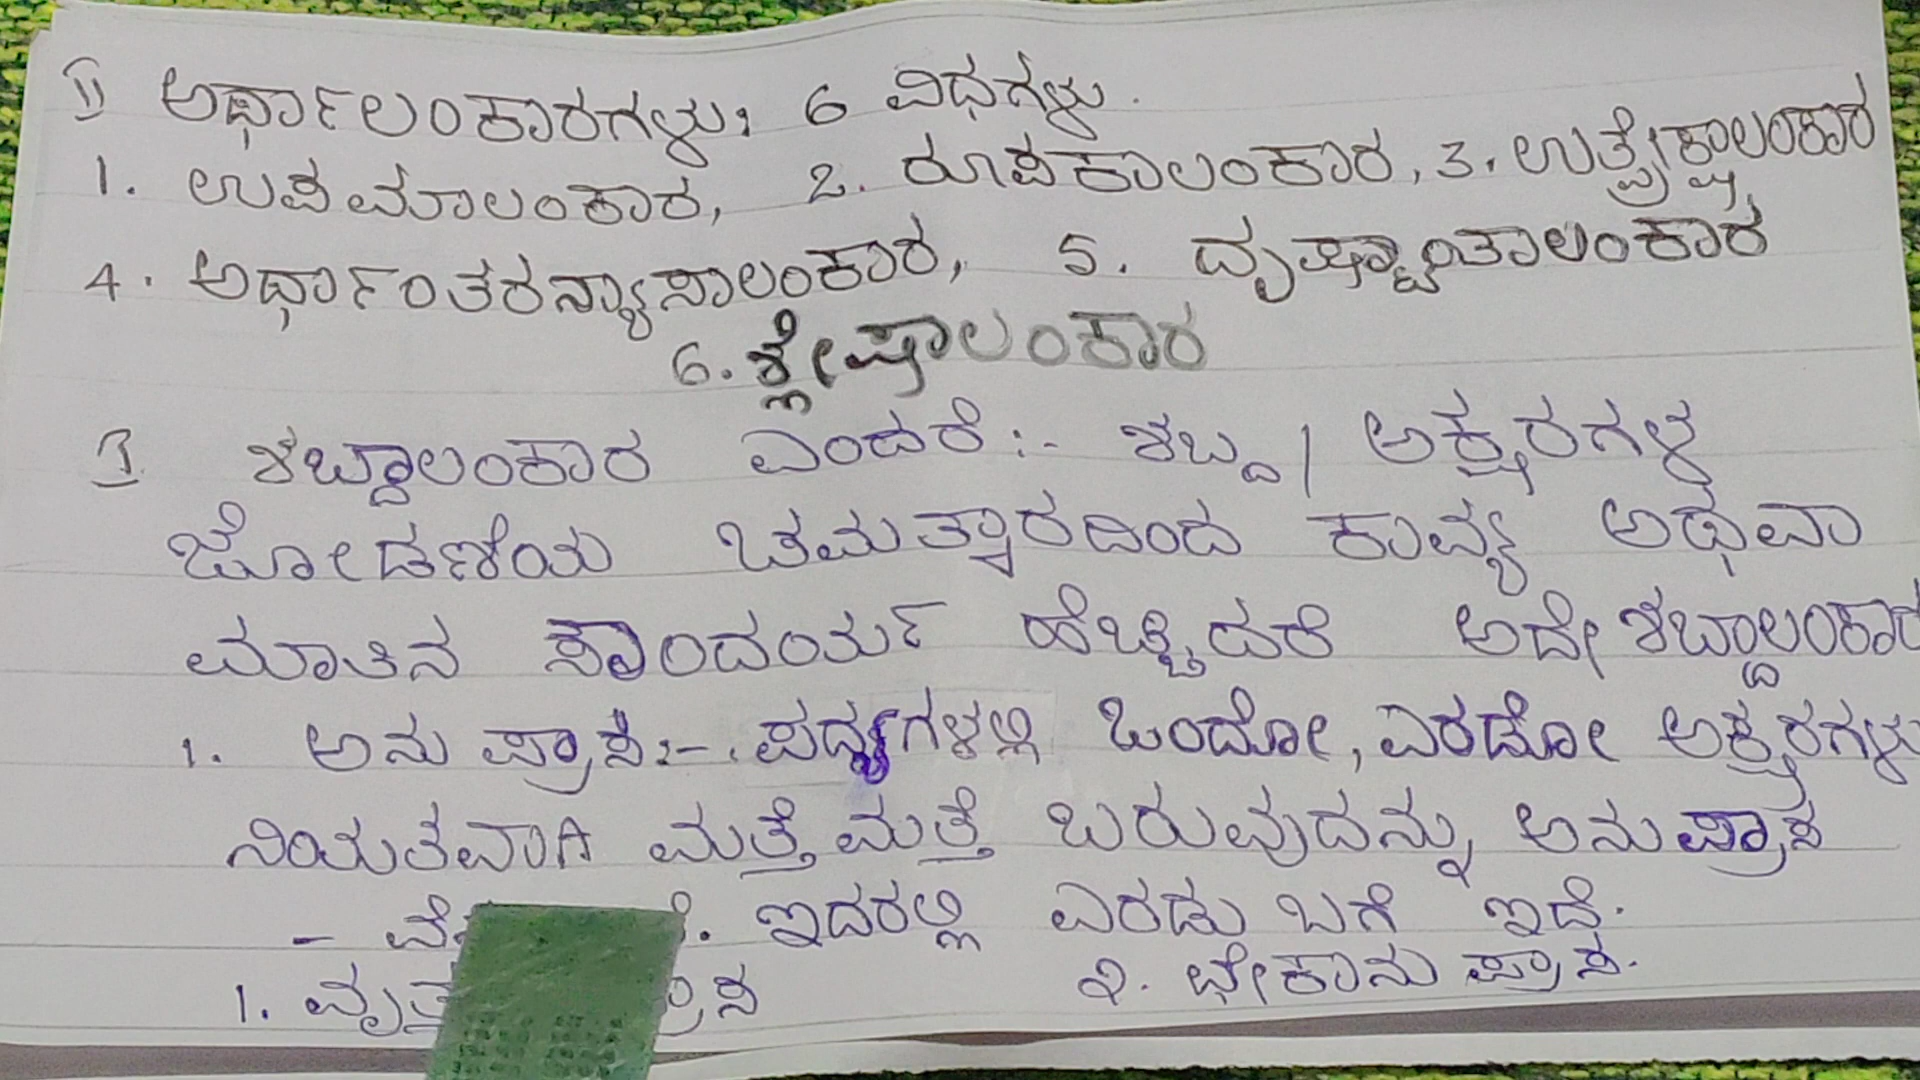 II ಅರ್ಥಾಲಂಕಾರಗಳು: 6 ವಿಧಗಳು.
1. ಉಪಮಾಲಂಕಾರ, 2. ರೂಪಕಾಲಂಕಾರ, 3. ಉತ್ಪ್ರೇಕ್ಷಾಲಂಕಾರ
4. ಅರ್ಥಾಂತರನ್ಯಾಸಾಲಂಕಾರ, 5. ದೃಷ್ಟಾಂತಾಲಂಕಾರ
6. ಶ್ಲೇಷಾಲಂಕಾರ
I. ಶಬ್ದಾಲಂಕಾರ ಎಂದರೆ:- ಶಬ್ದ / ಅಕ್ಷರಗಳ
ಜೋಡಣೆಯ ಚಮತ್ಕಾರದಿಂದ ಕಾವ್ಯ ಅಥವಾ
ಮಾತಿನ ಸೌಂದರ್ಯ ಹೆಚ್ಚಿದರೆ ಅದೇ ಶಬ್ದಾಲಂಕಾರ
1. ಅನುಪ್ರಾಸ:- ಪದ್ಯಗಳಲ್ಲಿ ಒಂದೋ, ಎರಡೋ ಅಕ್ಷರಗಳು
ನಿಯತವಾಗಿ ಮತ್ತೆ ಮತ್ತೆ ಬರುವುದನ್ನು ಅನುಪ್ರಾಸ
- ಇದರಲ್ಲಿ ಎರಡು ಬಗೆ ಇದೆ.
1. 2. ಛೇಕಾನುಪ್ರಾಸ.